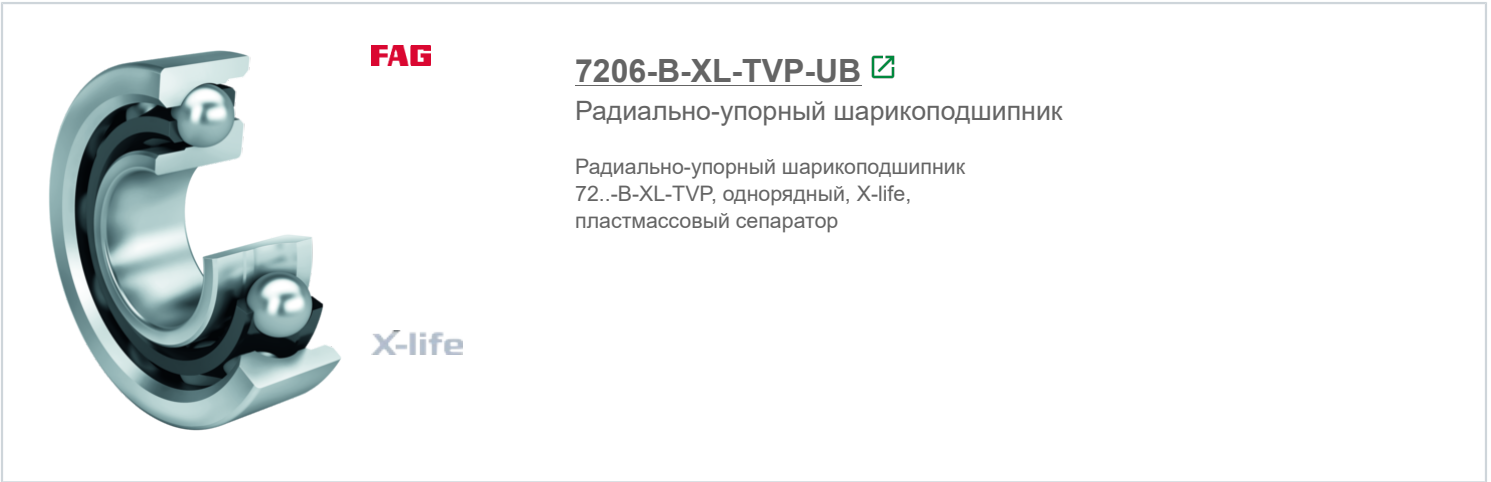 FAG
7206-B-XL-TVP-UB
Радиально-упорный шарикоподшипник
Радиально-упорный шарикоподшипник
72..-B-XL-TVP, однорядный, X-life,
пластмассовый сепаратор
X-life